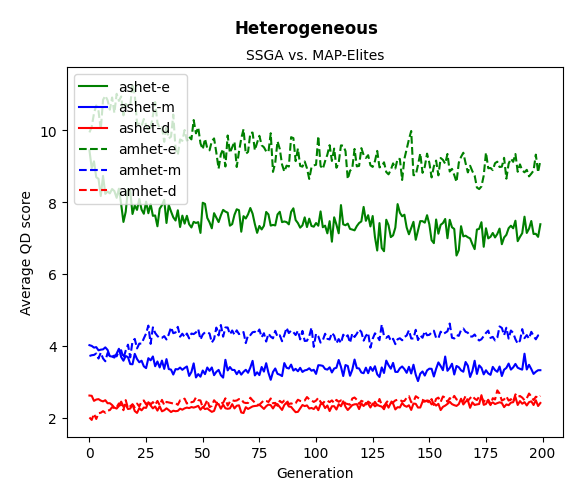 Heterogeneous
SSGA vs. MAP-Elites
ashet-e
ashet-m
ashet-d
amhet-e
amhet-m
amhet-d
Average QD score
10
8
6
4
2
0
25
50
75
100
125
150
175
200
Generation